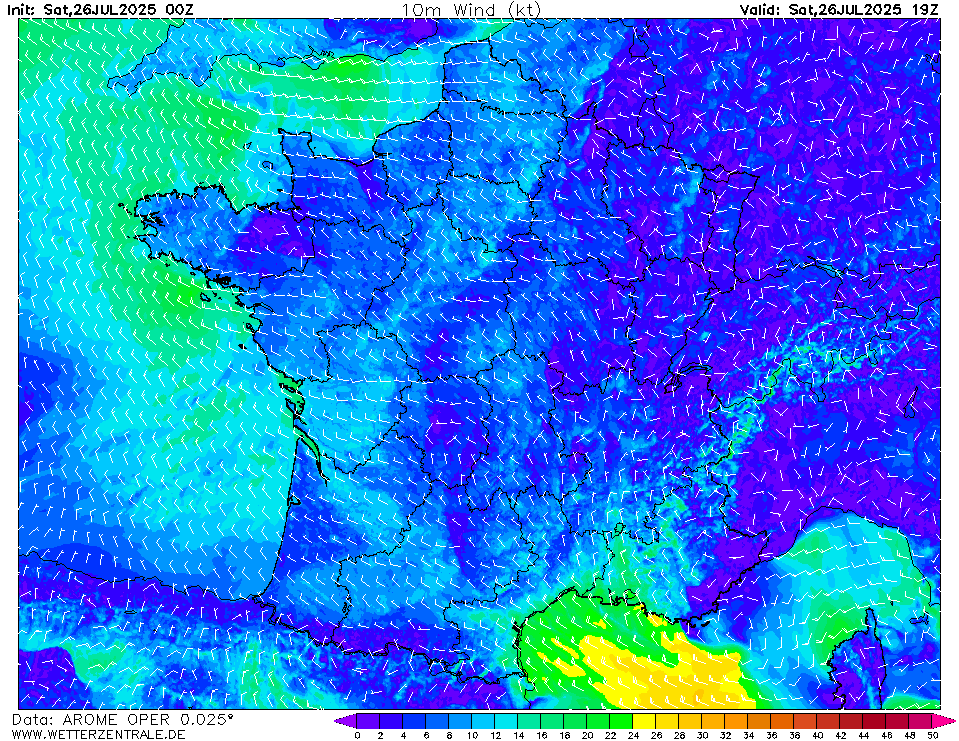 Init: Sat,26JUL2025 00Z 10m Wind (kt) Valid: Sat,26JUL2025 19Z
Data: AROME OPER 0.025°
WWW.WETTERZENTRALE.DE
0 2 4 6 8 10 12 14 16 18 20 22 24 26 28 30 32 34 36 38 40 42 44 46 48 50